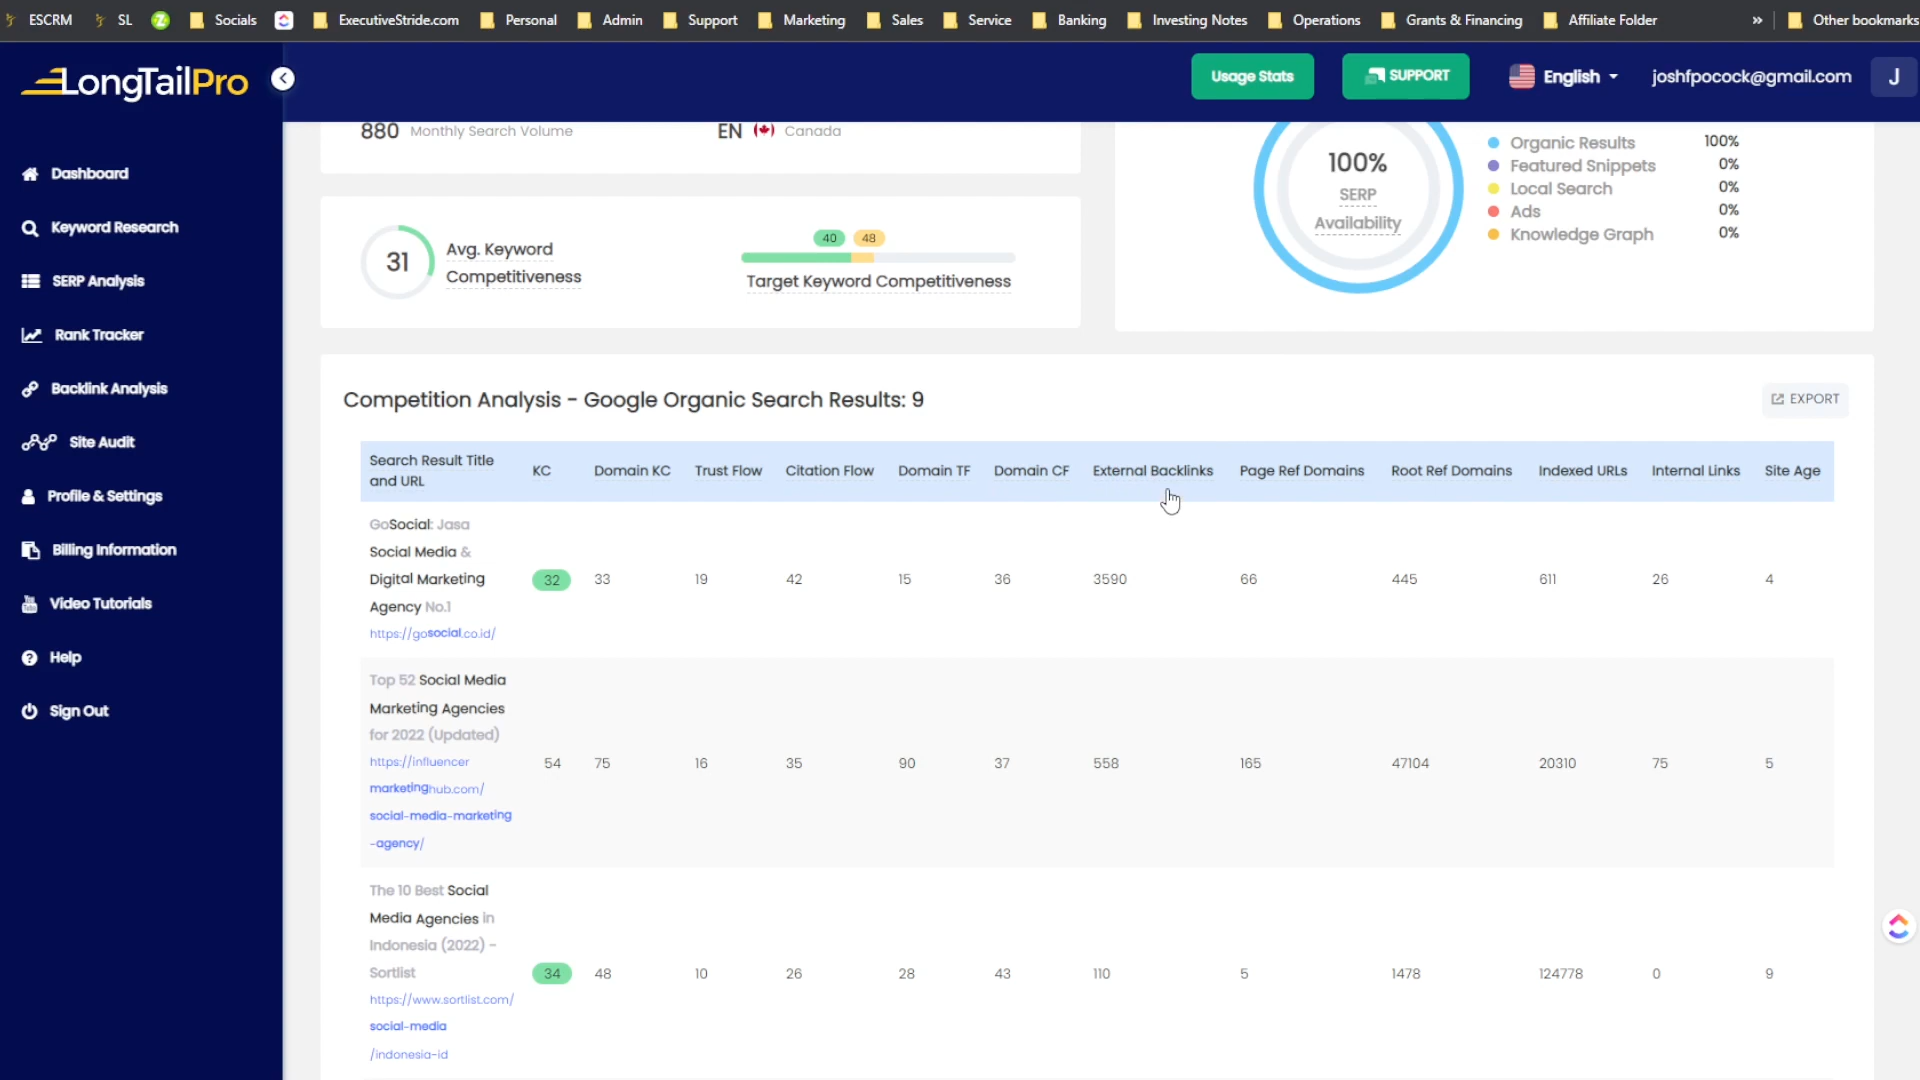 ESCRM SL Socials ExecutiveStride.com Personal Admin Support Marketing Sales Service Banking Investing Notes Operations Grants & Financing Affiliate Folder » Other bookmarks
LongTailPro
Usage Stats SUPPORT English joshfpocock@gmail.com J
Dashboard
Keyword Research
SERP Analysis
Rank Tracker
Backlink Analysis
Site Audit
Profile & Settings
Billing Information
Video Tutorials
Help
Sign Out
880 Monthly Search Volume EN Canada
31 Avg. Keyword
Competitiveness
40 48
Target Keyword Competitiveness
100%
SERP
Availability
Organic Results 100%
Featured Snippets 0%
Local Search 0%
Ads 0%
Knowledge Graph 0%
Competition Analysis - Google Organic Search Results: 9
EXPORT
Search Result Title
and URL
KC Domain KC Trust Flow Citation Flow Domain TF Domain CF External Backlinks Page Ref Domains Root Ref Domains Indexed URLs Internal Links Site Age
GoSocial: Jasa
Social Media &
Digital Marketing
Agency No.1
https://gosocial.co.id/
32 33 19 42 15 36 3590 66 445 611 26 4
Top 52 Social Media
Marketing Agencies
for 2022 (Updated)
https://influencer
marketinghub.com/
social-media-marketing
-agency/
54 75 16 35 90 37 558 165 47104 20310 75 5
The 10 Best Social
Media Agencies in
Indonesia (2022) -
Sortlist
https://www.sortlist.com/
social-media
/indonesia-id
34 48 10 26 28 43 110 5 1478 124778 0 9